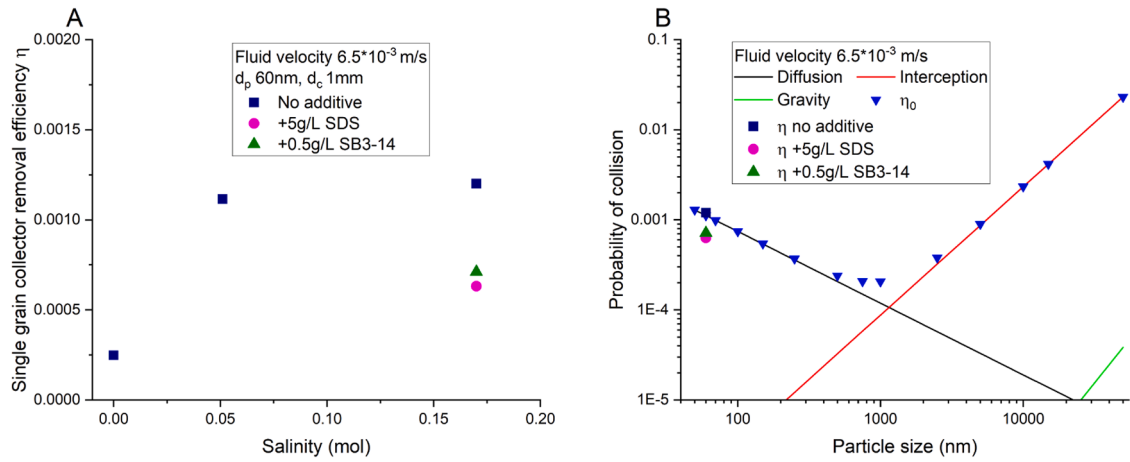 A
Single grain collector removal efficiency η
0.0020
0.0015
0.0010
0.0005
0.0000
Fluid velocity 6.5*10⁻³ m/s
dₚ 60nm, d꜀ 1mm
No additive
+5g/L SDS
+0.5g/L SB3-14
0.00
0.05
0.10
0.15
0.20
Salinity (mol)
B
Probability of collision
0.1
0.01
0.001
1E-4
1E-5
Fluid velocity 6.5*10⁻³ m/s
Diffusion Interception
Gravity η₀
η no additive
η +5g/L SDS
η +0.5g/L SB3-14
100
1000
10000
Particle size (nm)